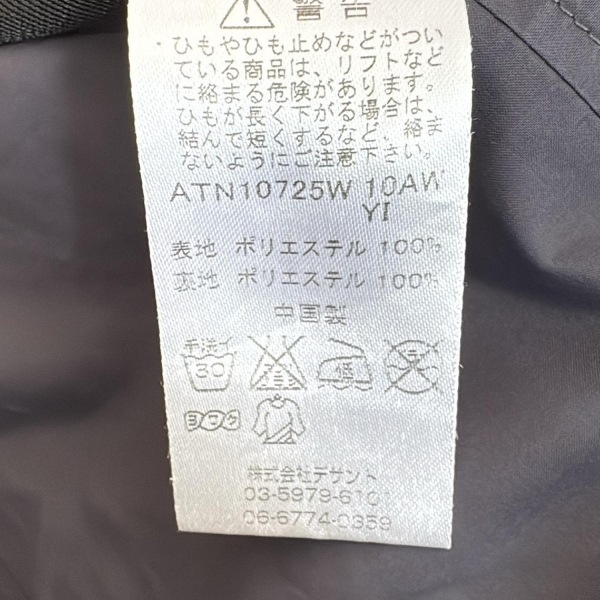 警告
ひもやひも止めなどがつい
ている商品は、リフトなど
に絡まる危険があります。
ひもが長く下がる場合は、
結んで短くするなど、絡ま
ないようにご注意下さい。
ATN10725W 10AW
YI
表地 ポリエステル 100%
裏地 ポリエステル 100%
中国製
手洗イ
30
低
ヨワク
株式会社デサント
03-5979-6101
06-6774-0359